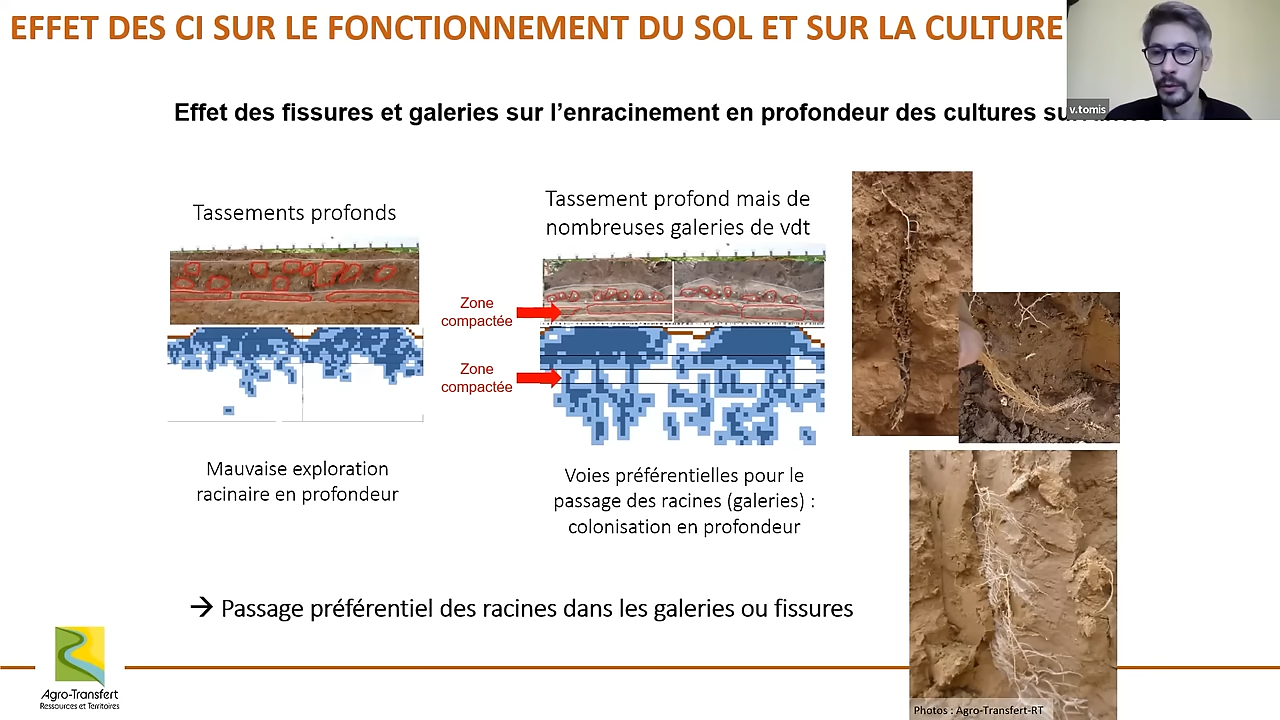 EFFET DES CI SUR LE FONCTIONNEMENT DU SOL ET SUR LA CULTURE
v.tomis
Effet des fissures et galeries sur l’enracinement en profondeur des cultures
Tassements profonds
Tassement profond mais de
nombreuses galeries de vdt
Zone
compactée
Zone
compactée
Mauvaise exploration
racinaire en profondeur
Voies préférentielles pour le
passage des racines (galeries) :
colonisation en profondeur
→ Passage préférentiel des racines dans les galeries ou fissures
Agro-Transfert
Ressources et Territoires
Photos : Agro-Transfert-RT